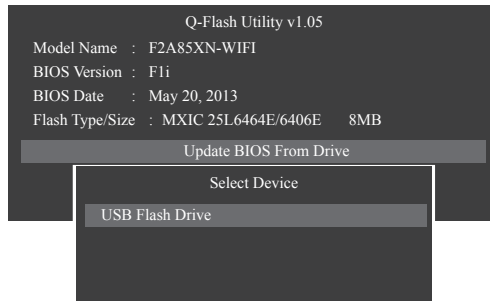 Q-Flash Utility v1.05
Model Name : F2A85XN-WIFI
BIOS Version : F1i
BIOS Date : May 20, 2013
Flash Type/Size : MXIC 25L6464E/6406E 8MB
Update BIOS From Drive
Select Device
USB Flash Drive